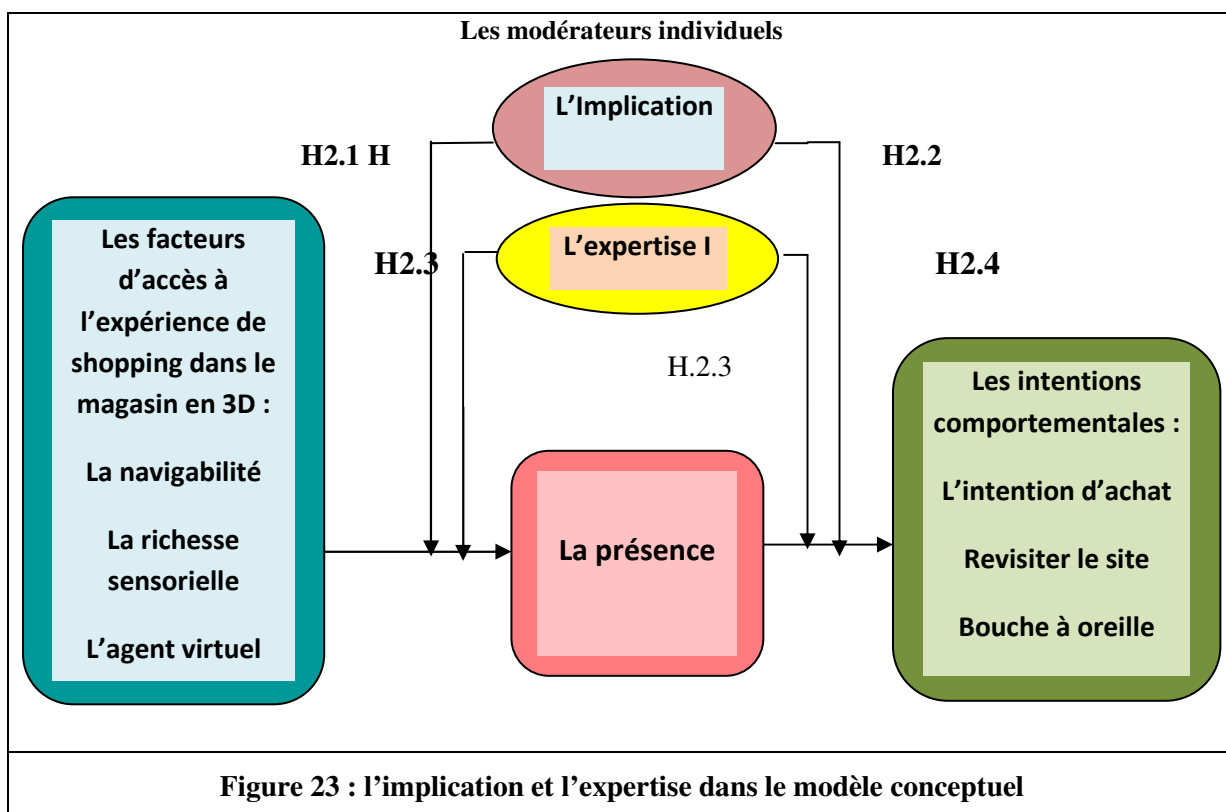 Les modérateurs individuels
L'Implication
H2.1 H
H2.2
L'expertise I
H2.3
H2.4
H.2.3
Les facteurs
d'accès à
l'expérience de
shopping dans le
magasin en 3D :
La navigabilité
La richesse
sensorielle
L'agent virtuel
La présence
Les intentions
comportementales :
L'intention d'achat
Revisiter le site
Bouche à oreille
Figure 23 : l'implication et l'expertise dans le modèle conceptuel